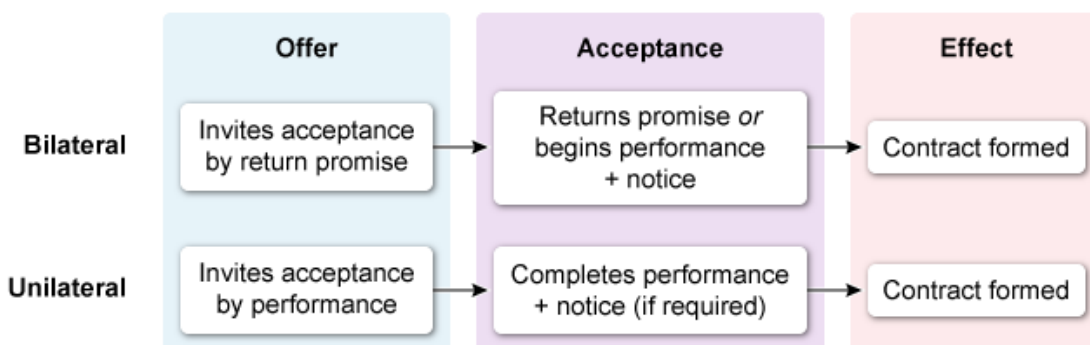 Offer
Acceptance
Effect
Bilateral
Invites acceptance
by return promise
Returns promise or
begins performance
+ notice
Contract formed
Unilateral
Invites acceptance
by performance
Completes performance
+ notice (if required)
Contract formed